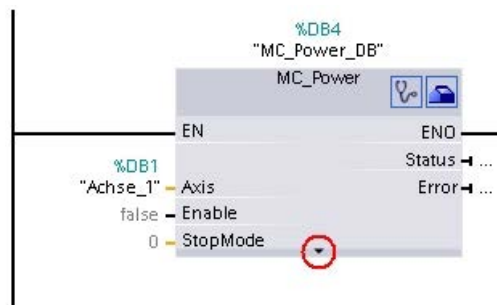 %DB4
"MC_Power_DB"
MC_Power
EN ENO
Status ...
%DB1
"Achse_1" Axis Error ...
false Enable
0 StopMode